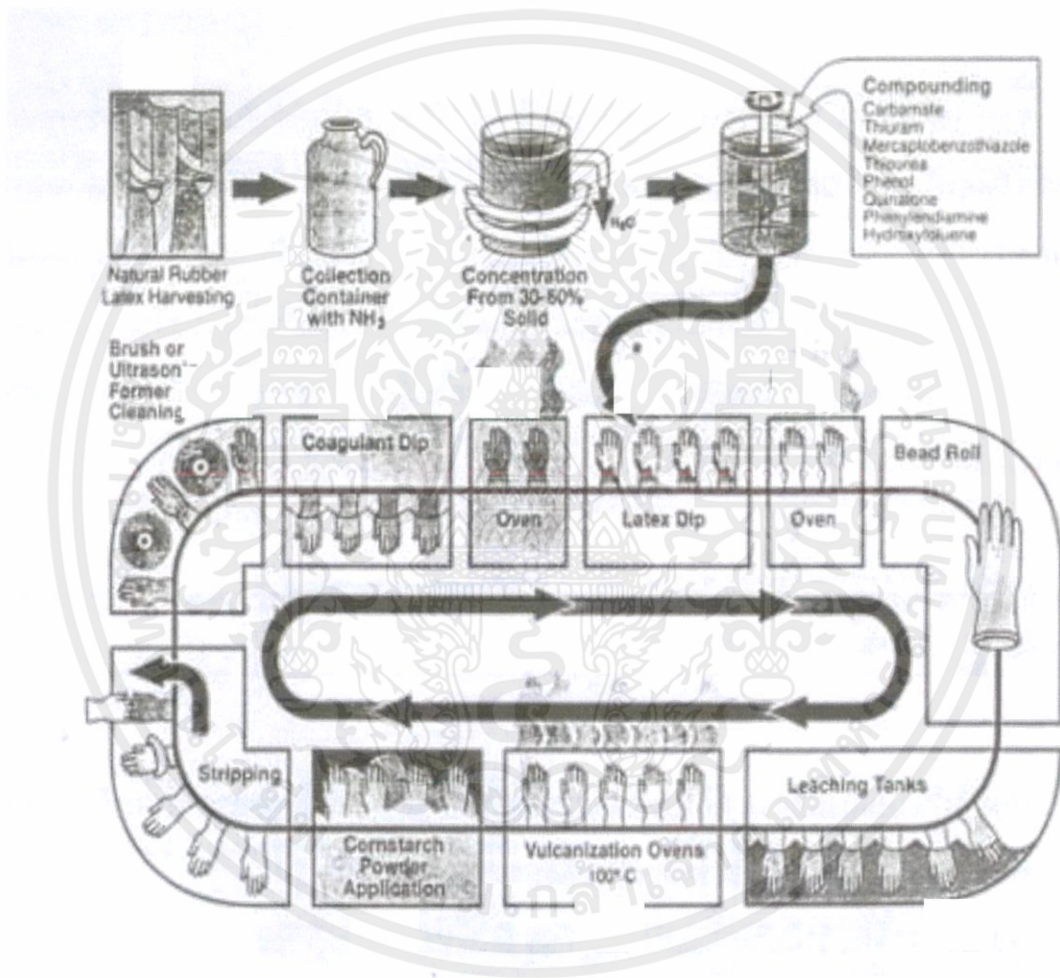 Compounding
Carbamate
Thiuram
Mercaptobenzothiazole
Thiourea
Phenol
Quinolone
Phenylendiamine
Hydroxytoluene
H₂O
Natural Rubber
Latex Harvesting
Collection
Container
with NH₃
Concentration
From 30-60%
Solid
Brush or
Former
Cleaning
Coagulant Dip
Oven
Latex Dip
Oven
Bead Roll
Stripping
Cornstarch
Powder
Application
Vulcanization Ovens
100° C
Leaching Tanks